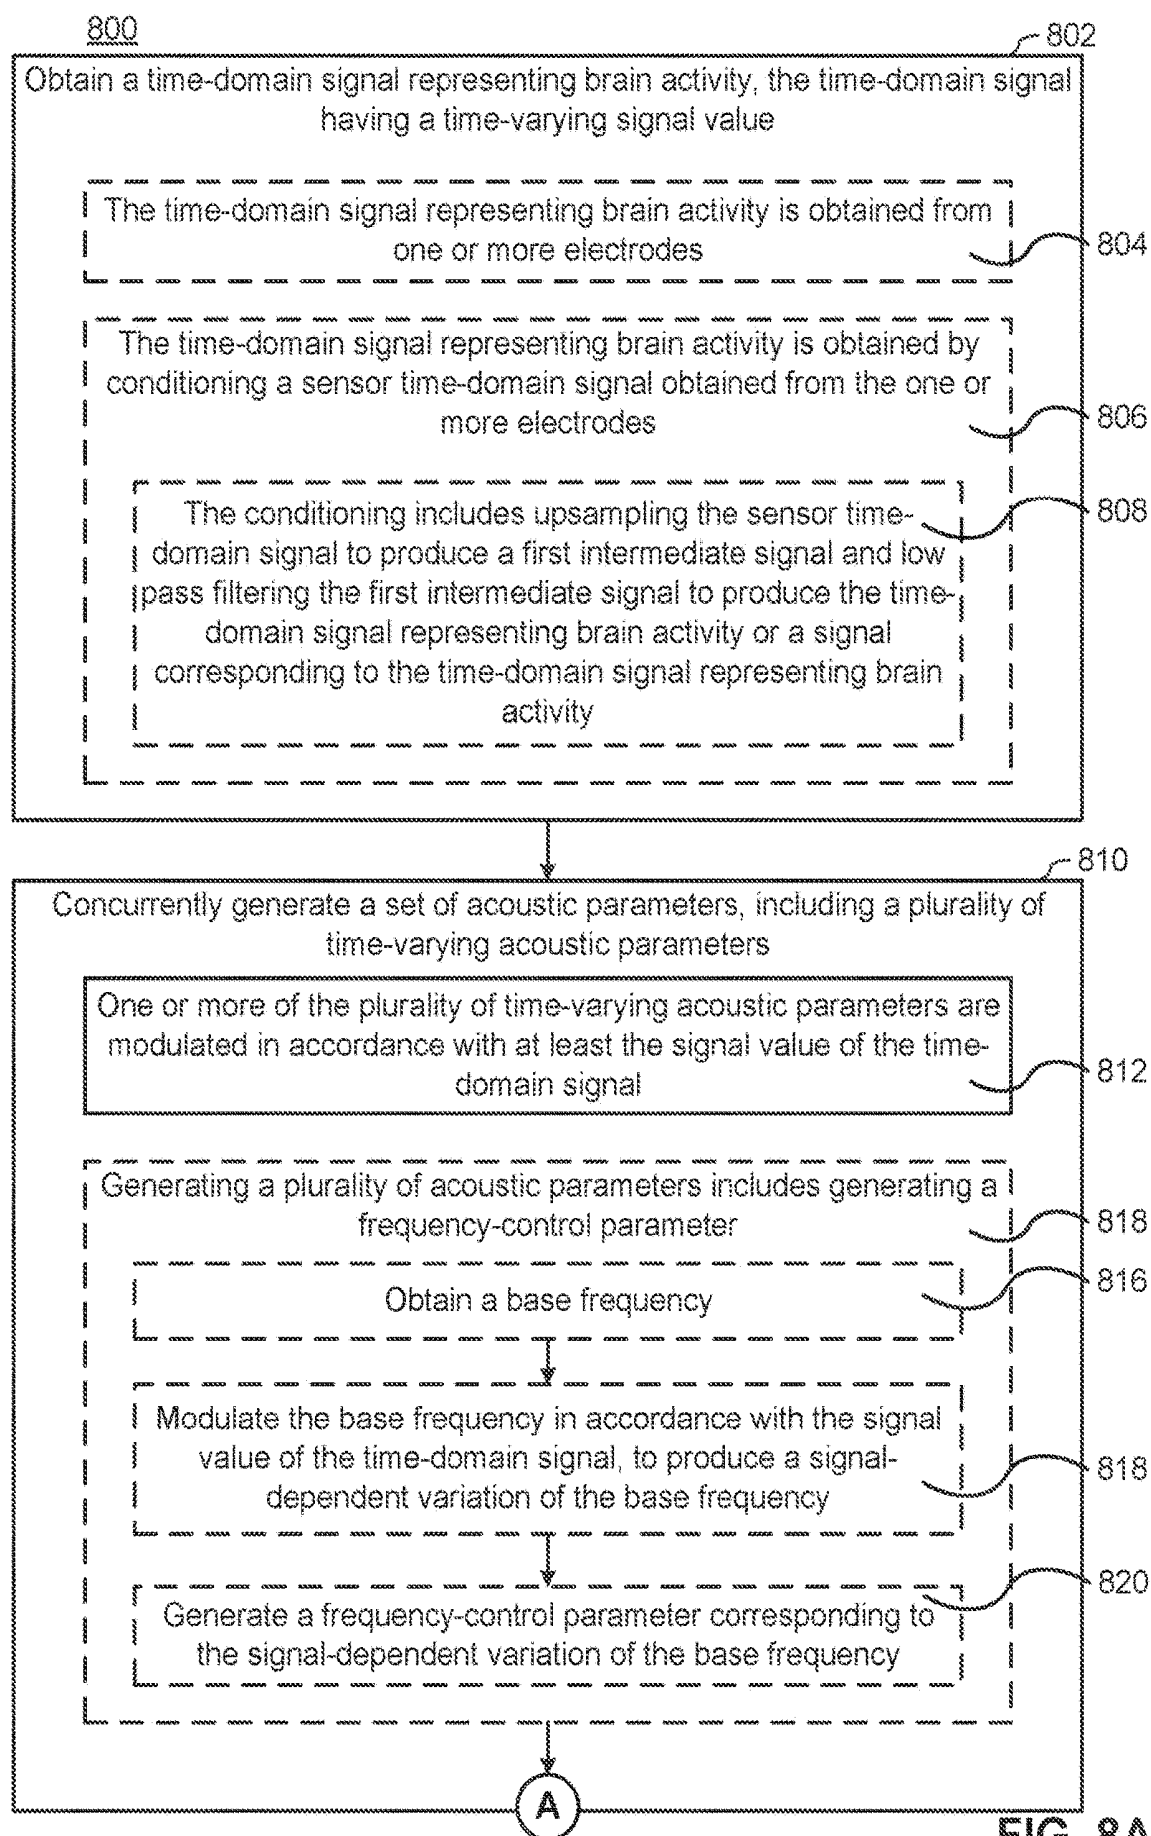 800
802
Obtain a time-domain signal representing brain activity, the time-domain signal
having a time-varying signal value
The time-domain signal representing brain activity is obtained from
one or more electrodes
804
The time-domain signal representing brain activity is obtained by
conditioning a sensor time-domain signal obtained from the one or
more electrodes
806
The conditioning includes upsampling the sensor time-
domain signal to produce a first intermediate signal and low
pass filtering the first intermediate signal to produce the time-
domain signal representing brain activity or a signal
corresponding to the time-domain signal representing brain
activity
808
810
Concurrently generate a set of acoustic parameters, including a plurality of
time-varying acoustic parameters
One or more of the plurality of time-varying acoustic parameters are
modulated in accordance with at least the signal value of the time-
domain signal
812
Generating a plurality of acoustic parameters includes generating a
frequency-control parameter
818
Obtain a base frequency
816
Modulate the base frequency in accordance with the signal
value of the time-domain signal, to produce a signal-
dependent variation of the base frequency
818
Generate a frequency-control parameter corresponding to
the signal-dependent variation of the base frequency
820
A
FIG. 8A